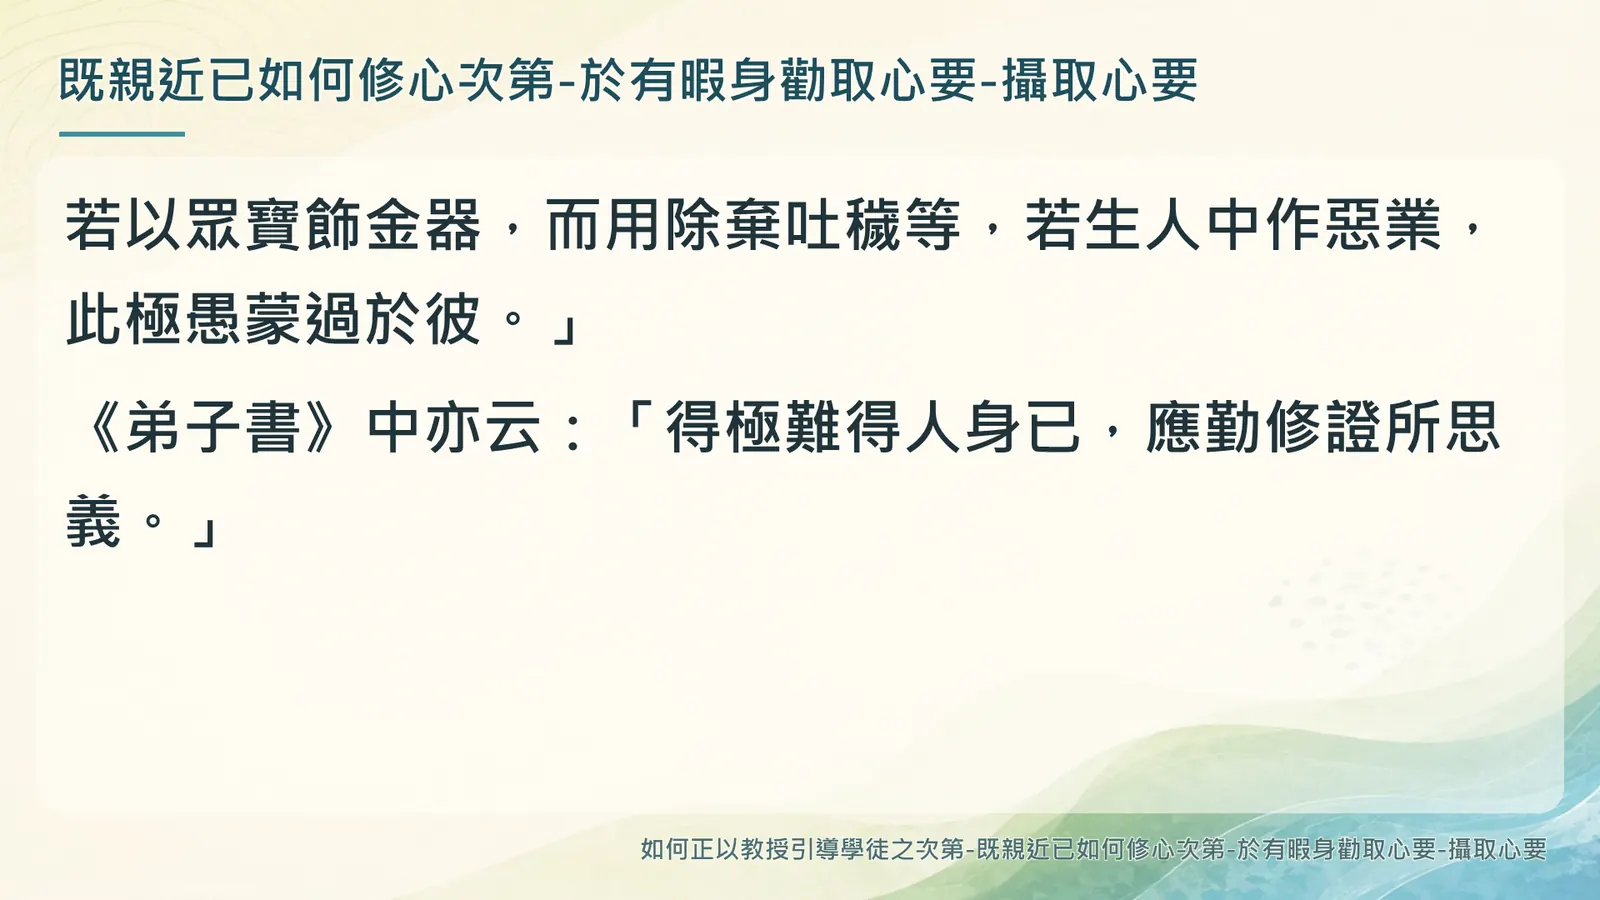 既親近已如何修心次第-於有暇身勸取心要-攝取心要
若以眾寶飾金器，而用除棄吐穢等，若生人中作惡業，
此極愚蒙過於彼。」
《弟子書》中亦云：「得極難得人身已，應勤修證所思
義。」
如何正以教授引導學徒之次第-既親近已如何修心次第-於有暇身勸取心要-攝取心要